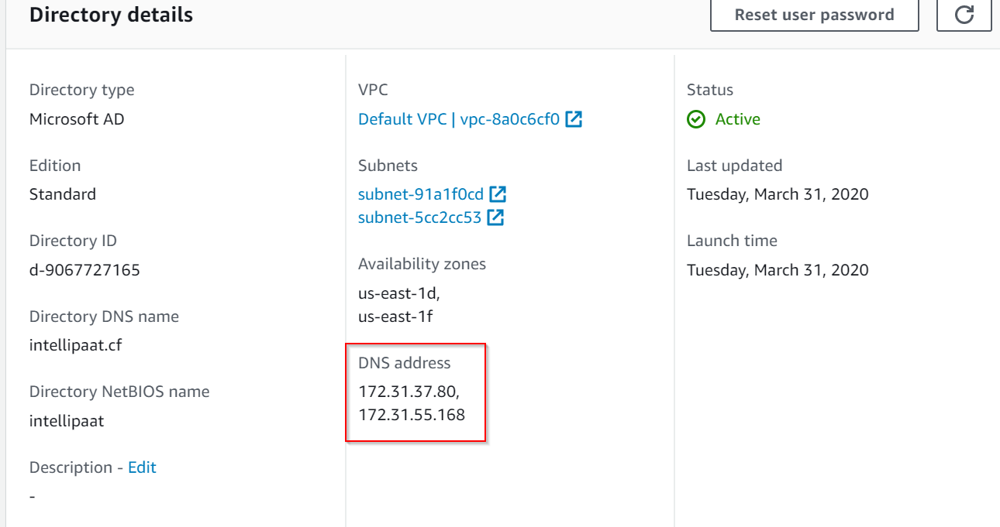 Directory details
Reset user password
Directory type
Microsoft AD
Edition
Standard
Directory ID
d-9067727165
Directory DNS name
intellipaat.cf
Directory NetBIOS name
intellipaat
Description - Edit
-
VPC
Default VPC | vpc-8a0c6cf0
Subnets
subnet-91a1f0cd
subnet-5cc2cc53
Availability zones
us-east-1d,
us-east-1f
DNS address
172.31.37.80,
172.31.55.168
Status
Active
Last updated
Tuesday, March 31, 2020
Launch time
Tuesday, March 31, 2020